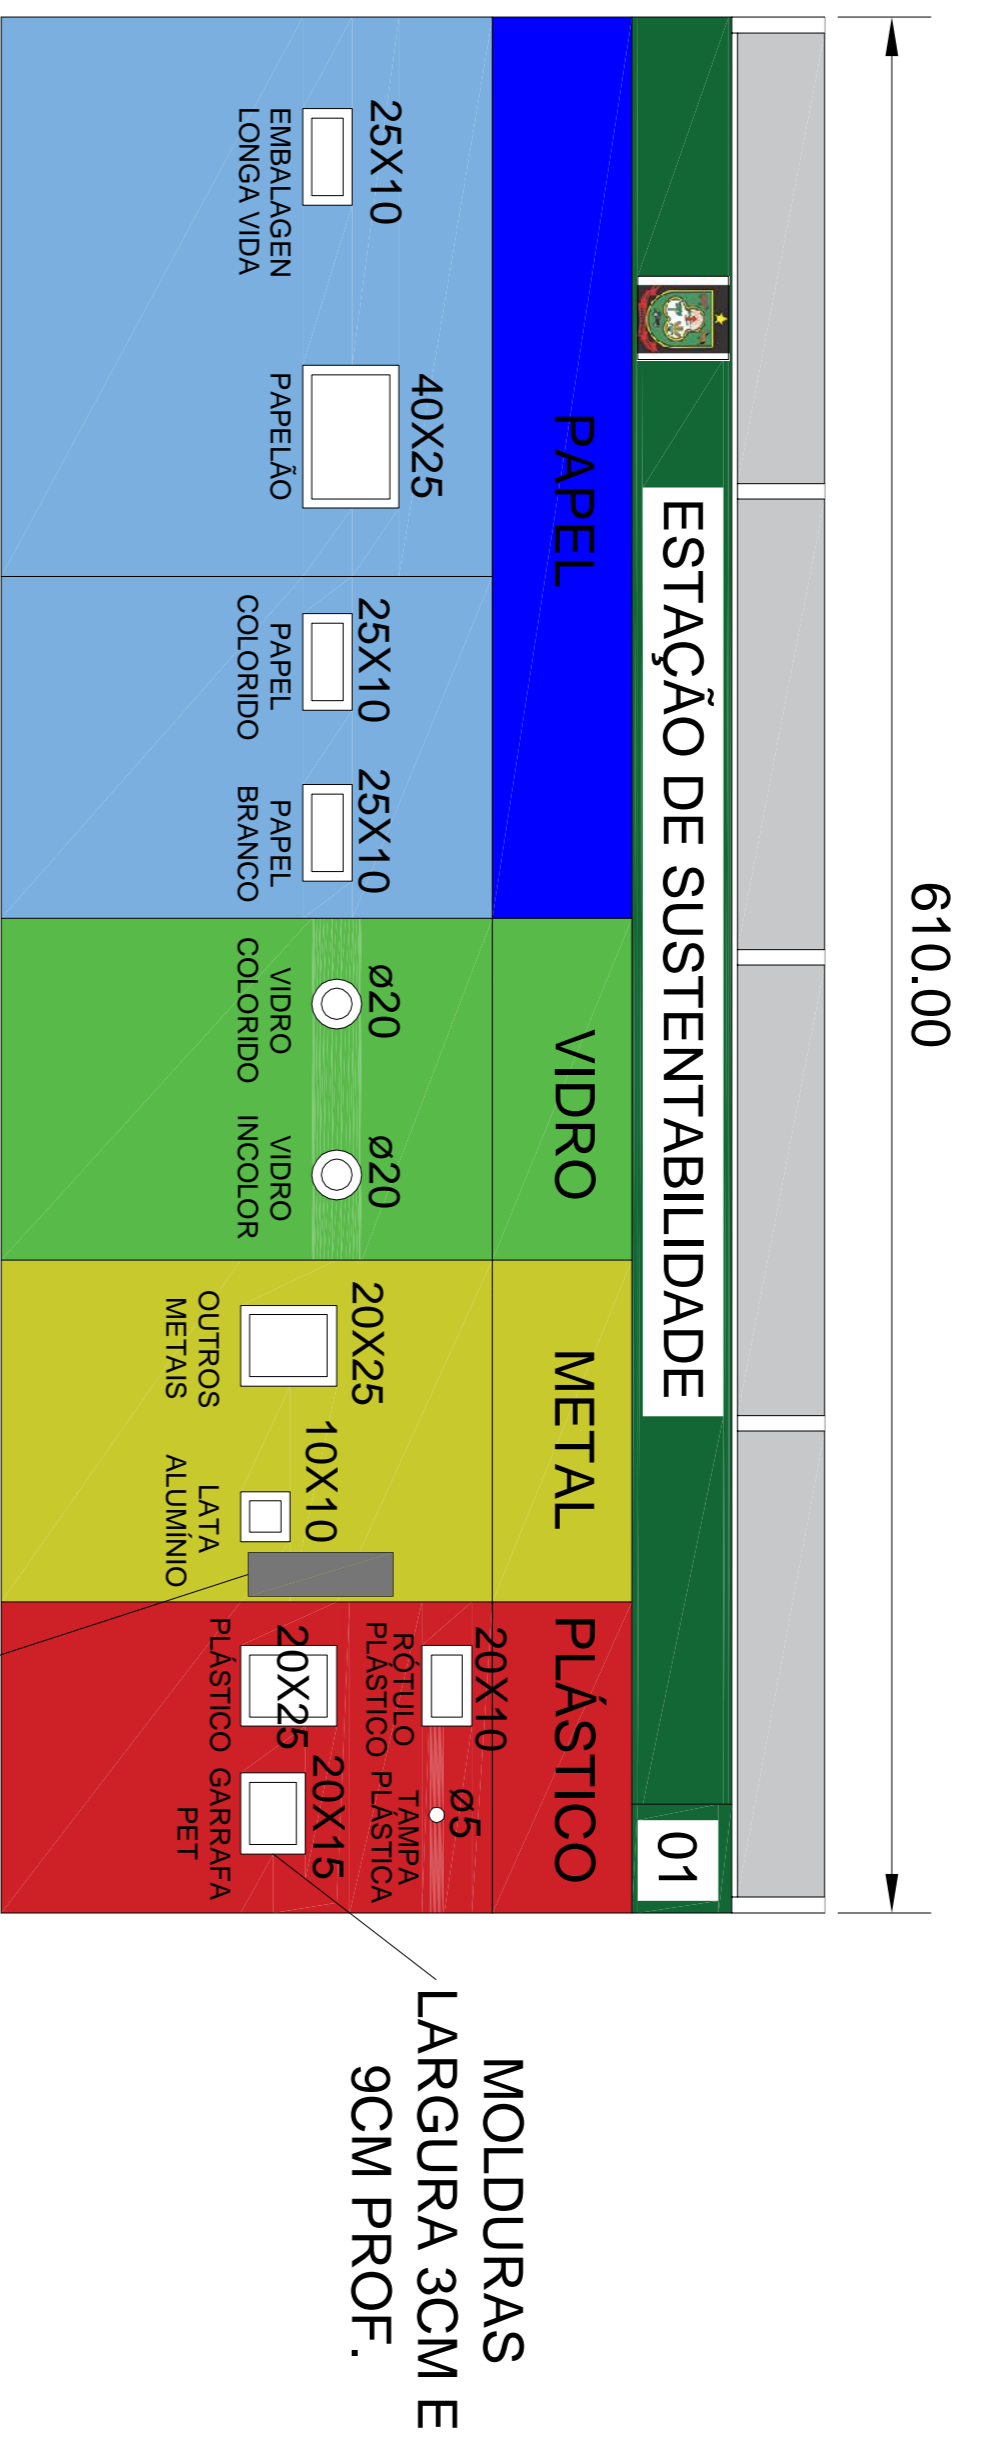 610.00
ESTAÇÃO DE SUSTENTABILIDADE
01
PAPEL
VIDRO
METAL
PLÁSTICO
25X10
EMBALAGEN
LONGA VIDA
40X25
PAPELÃO
25X10
PAPEL
COLORIDO
25X10
PAPEL
BRANCO
ø20
VIDRO
COLORIDO
ø20
VIDRO
INCOLOR
20X25
OUTROS
METAIS
10X10
LATA
ALUMÍNIO
20X10
RÓTULO
PLÁSTICO
ø5
TAMPA
PLÁSTICA
20X25
PLÁSTICO
20X15
GARRAFA
PET
MOLDURAS
LARGURA 3CM E
9CM PROF.